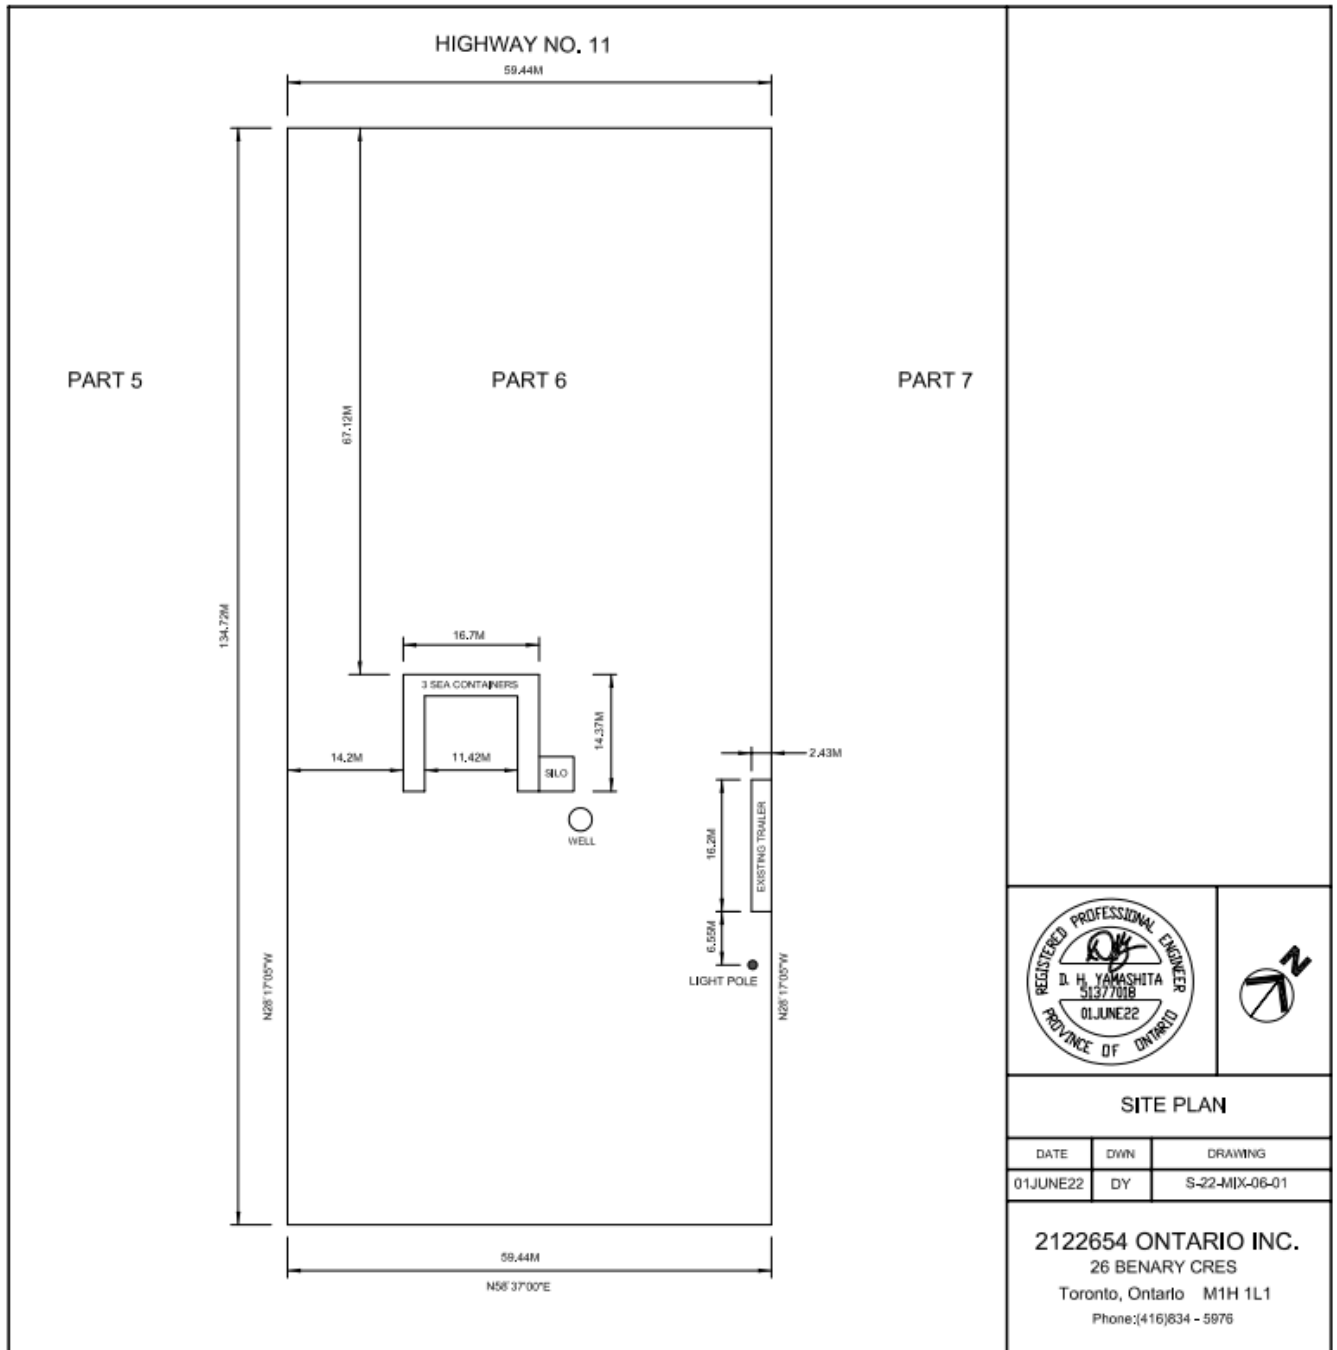 HIGHWAY NO. 11
59.44M
PART 5
PART 6
PART 7
67.12M
134.72M
16.7M
3 SEA CONTAINERS
14.37M
14.2M
11.42M
SILO
2.43M
WELL
16.2M
EXISTING TRAILER
6.55M
LIGHT POLE
N28°17'05"W
N28°17'05"W
59.44M
N58°37'00"E
REGISTERED PROFESSIONAL ENGINEER
D. H. YAMASHITA
51377018
01JUNE22
PROVINCE OF ONTARIO
N
SITE PLAN
DATE DWN DRAWING
01JUNE22 DY S-22-MIX-06-01
2122654 ONTARIO INC.
26 BENARY CRES
Toronto, Ontario M1H 1L1
Phone:(416)834 - 5976